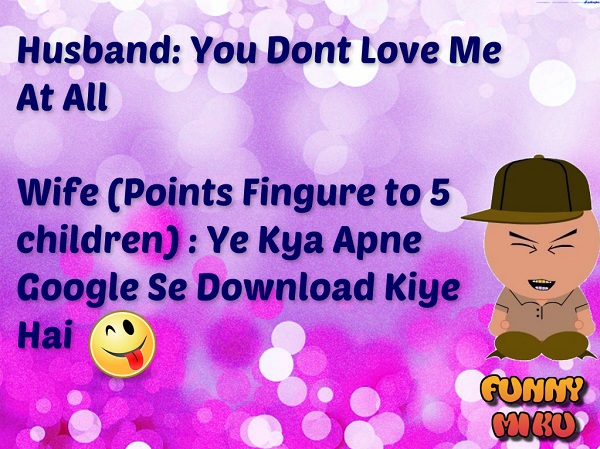 Husband: You Dont Love Me
At All
Wife (Points Fingure to 5
children) : Ye Kya Apne
Google Se Download Kiye
Hai
FUNNY
MIKU